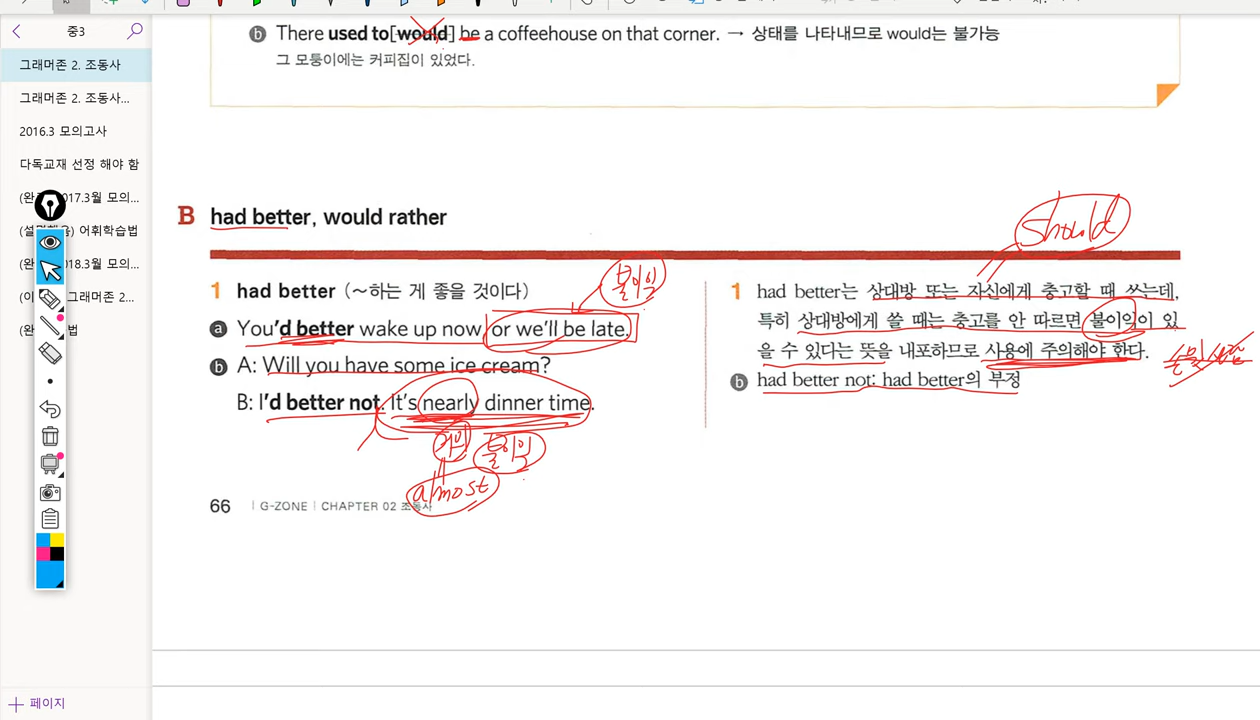 중3
그래머존 2. 조동사
그래머존 2. 조동사...
2016.3 모의고사
다독교재 선정 해야 함
(완 2017.3월 모의...
(설 용) 어휘학습법
(완 2018.3월 모의...
(이 그래머존 2...
(완 법
페이지
ⓑ There used to[would] be a coffeehouse on that corner. → 상태를 나타내므로 would는 불가능
그 모퉁이에는 커피집이 있었다.
B had better, would rather
should
불이익
1 had better (~하는 게 좋을 것이다)
ⓐ You'd better wake up now, or we'll be late.
ⓑ A: Will you have some ice cream?
B: I'd better not. It's nearly dinner time.
거의 불이익
almost
1 had better는 상대방 또는 자신에게 충고할 때 쓰는데,
특히 상대방에게 쓸 때는 충고를 안 따르면 불이익이 있
을 수 있다는 뜻을 내포하므로 사용에 주의해야 한다.
ⓑ had better not: had better의 부정
66 | G-ZONE | CHAPTER 02 조동사